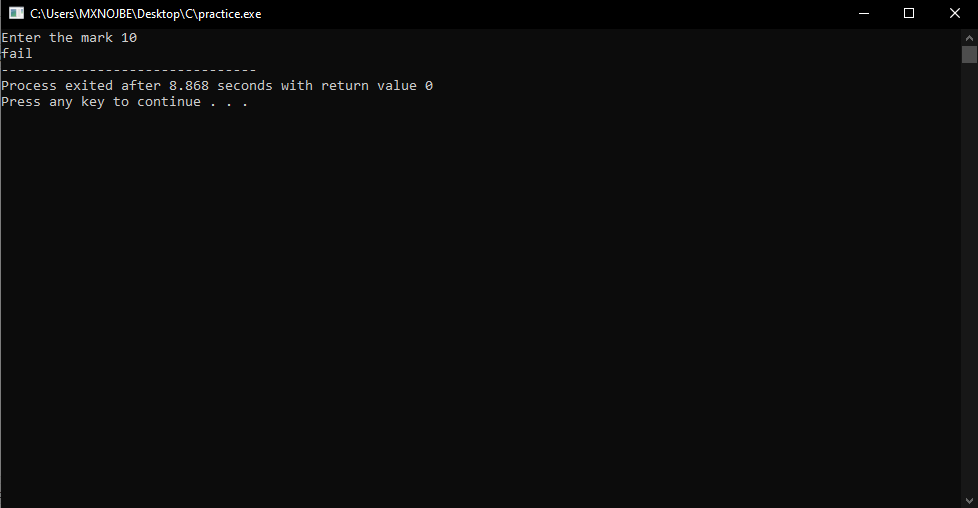 C:\Users\MXNOJBE\Desktop\C\practice.exe
Enter the mark 10
fail
--------------------------------
Process exited after 8.868 seconds with return value 0
Press any key to continue . . .